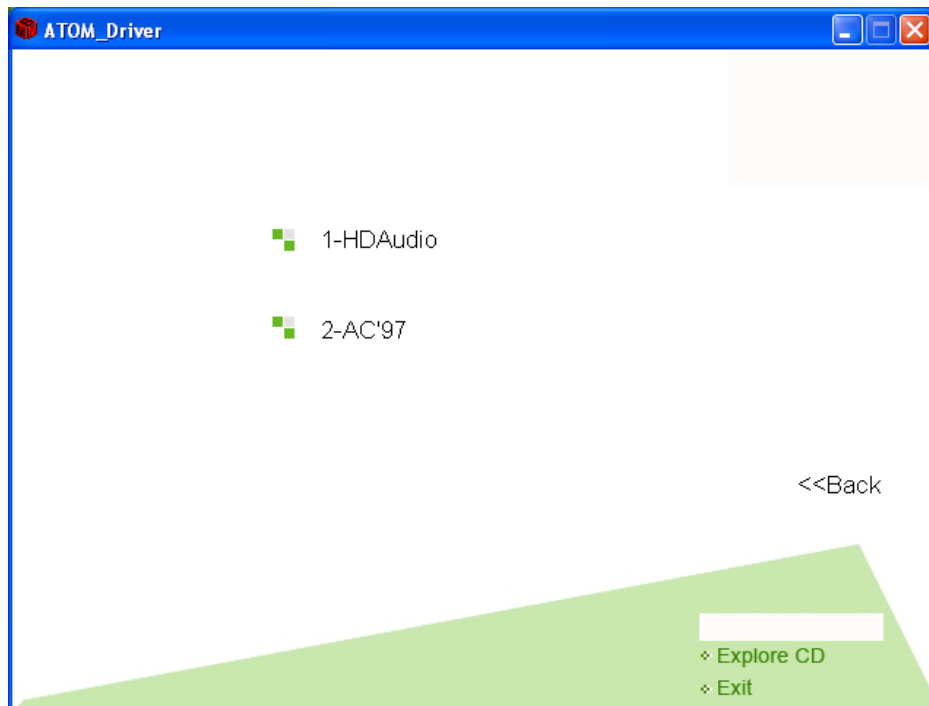 ATOM_Driver
1-HDAudio
2-AC'97
<<Back
Explore CD
Exit